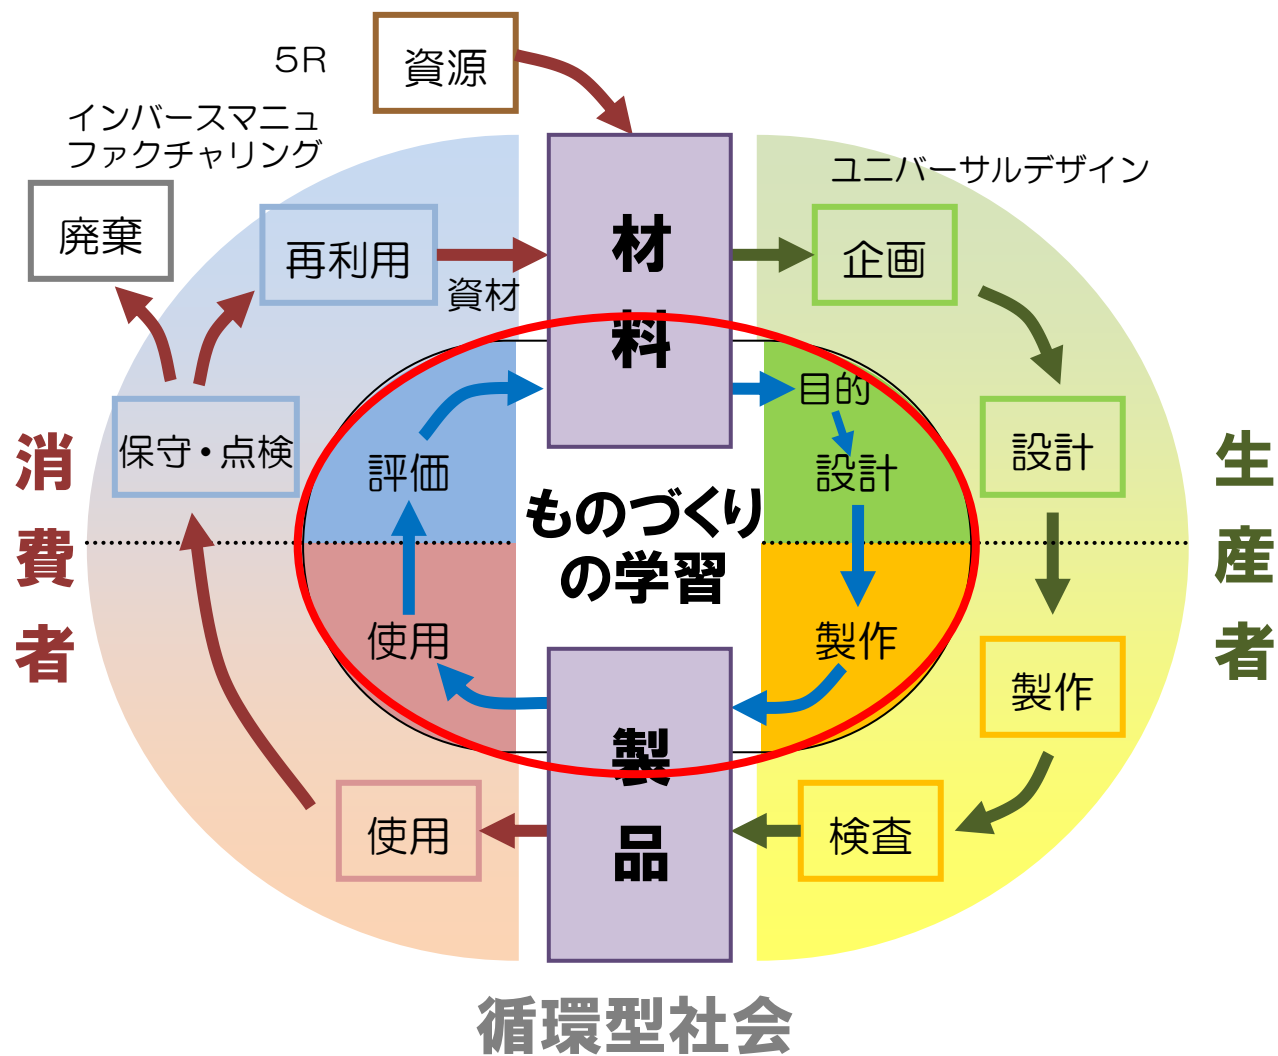 5R
資源
インバースマニュ
ファクチャリング
ユニバーサルデザイン
廃棄
再利用
資材
材料
企画
目的
保守・点検
評価
設計
設計
消費者
ものづくり
の学習
生産者
使用
製作
製作
製品
使用
検査
循環型社会